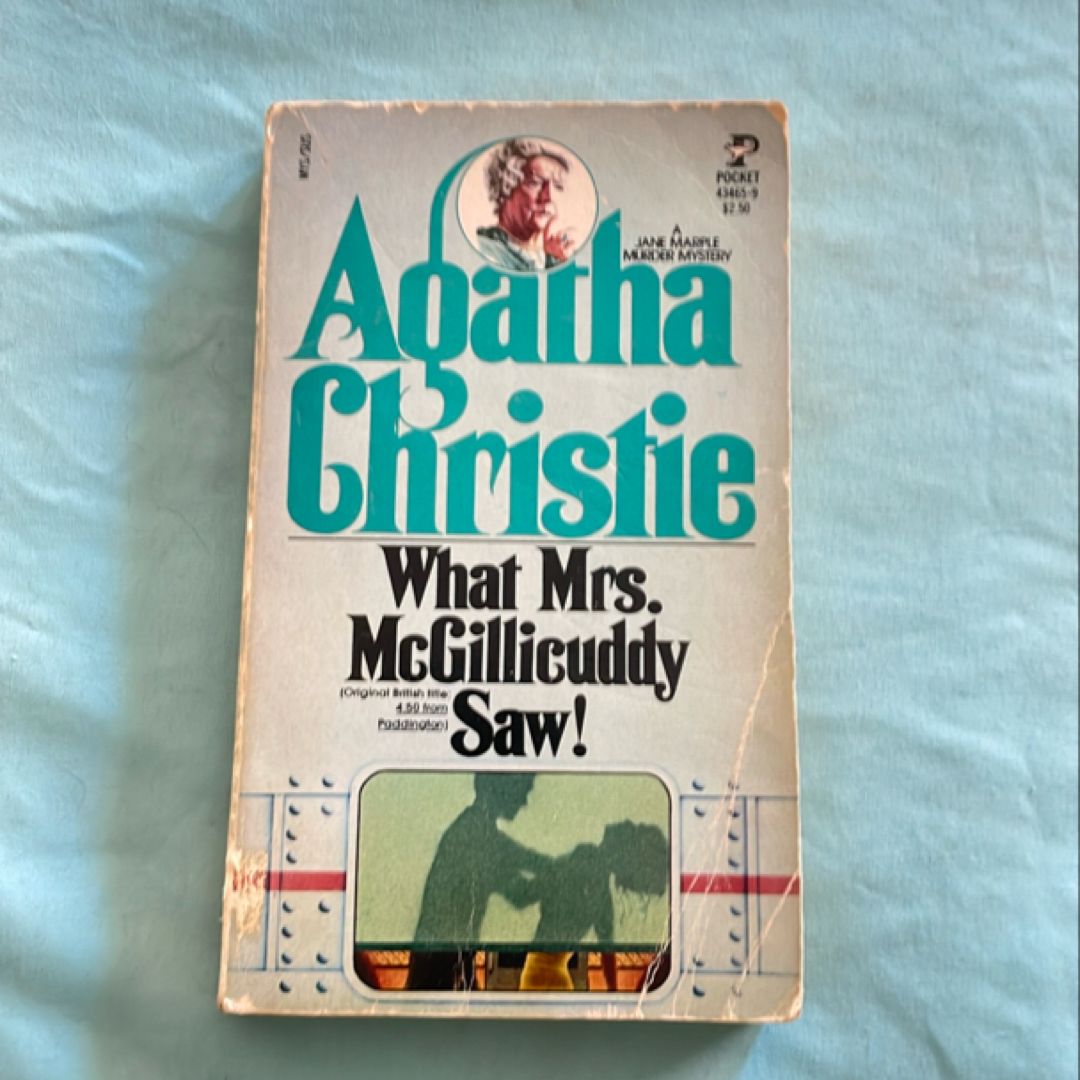 POCKET
43465-9
$2.50
A
JANE MARPLE
MURDER MYSTERY
Agatha
Christie
What Mrs.
McGillicuddy
(Original British title:
4.50 from
Paddington)
Saw!